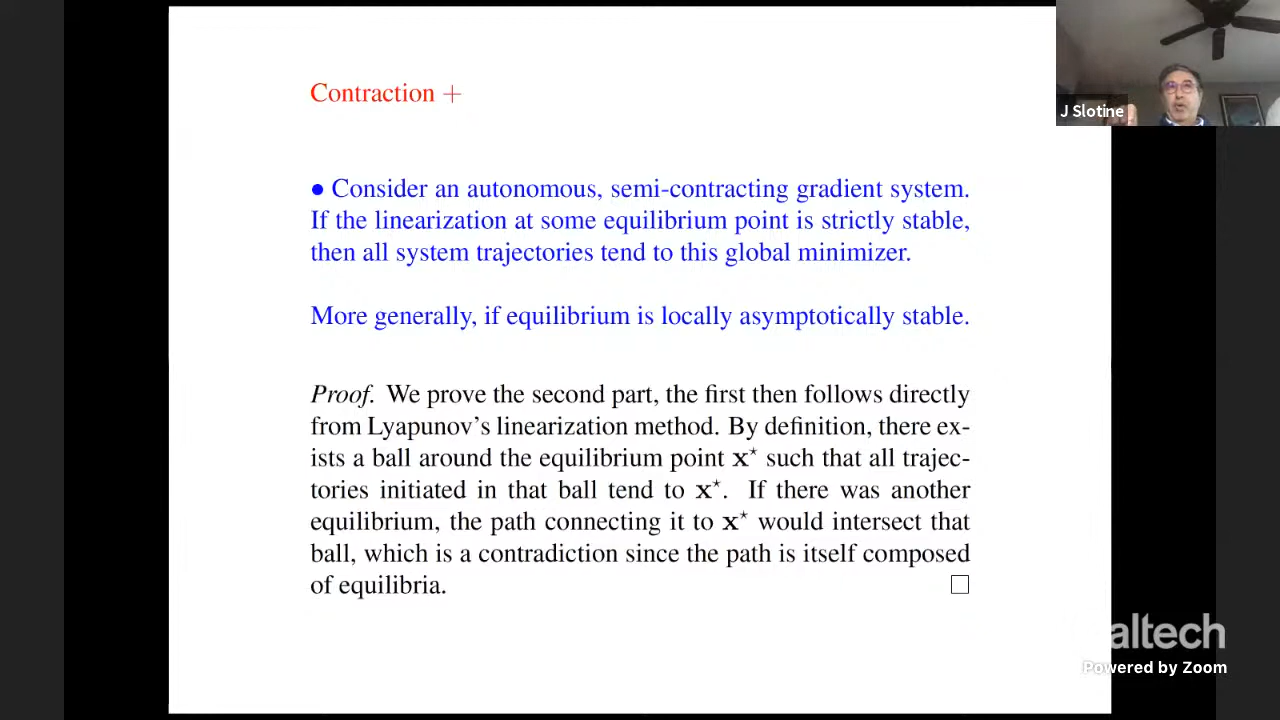 Contraction +
J Slotine
• Consider an autonomous, semi-contracting gradient system.
If the linearization at some equilibrium point is strictly stable,
then all system trajectories tend to this global minimizer.
More generally, if equilibrium is locally asymptotically stable.
Proof. We prove the second part, the first then follows directly
from Lyapunov's linearization method. By definition, there ex-
ists a ball around the equilibrium point x* such that all trajec-
tories initiated in that ball tend to x*. If there was another
equilibrium, the path connecting it to x* would intersect that
ball, which is a contradiction since the path is itself composed
of equilibria. □
altech
Powered by Zoom